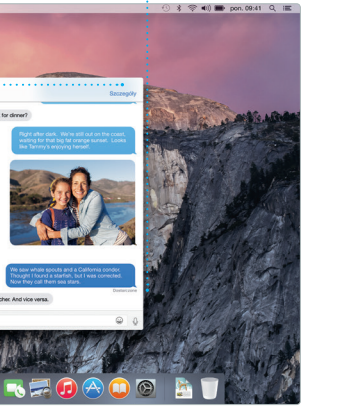 pon. 09:41
Szczegóły
for dinner?
Right after dark. We're still out on the coast,
waiting for that big fat orange sunset. Looks
like Tammy's enjoying herself.
We saw whale spouts and a California condor.
Thought I found a starfish, but I was corrected.
Now they call them sea stars.
Dostarczono
cher. And vice versa.